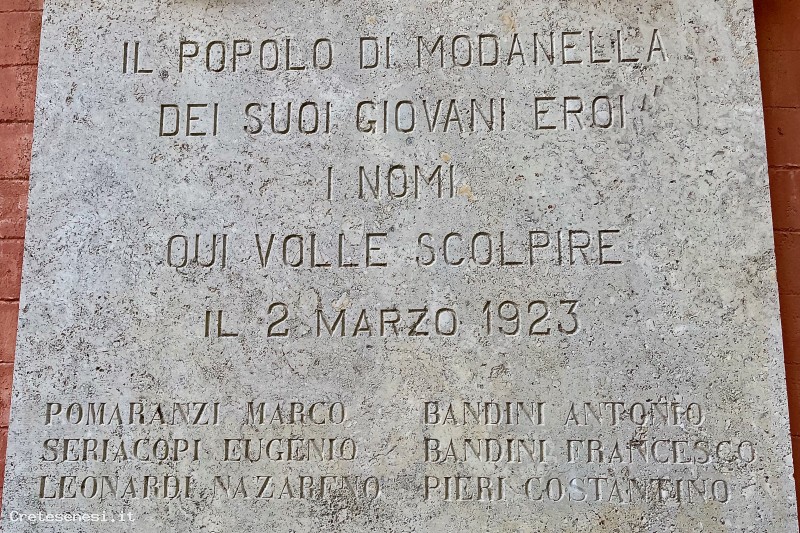 IL POPOLO DI MODANELLA
DEI SUOI GIOVANI EROI
I NOMI
QUI VOLLE SCOLPIRE
IL 2 MARZO 1923
POMARANZI MARCO
SERIACOPI EUGENIO
LEONARDI NAZARENO
BANDINI ANTONIO
BANDINI FRANCESCO
PIERI COSTANTINO
Cretesenesi.it